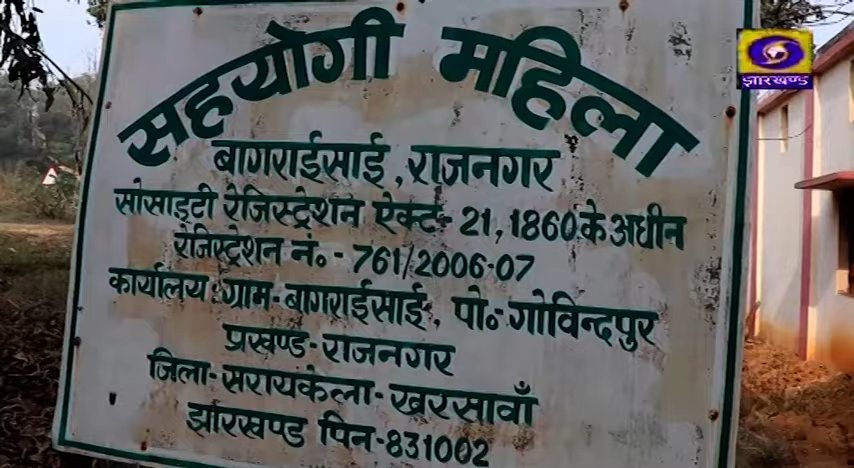 सहयोगी महिला
बागराईसाई, राजनगर
सोसाइटी रेजिस्ट्रेशन ऐक्ट- 21, 1860 के अधीन
रेजिस्ट्रेशन नं०- 761/2006-07
कार्यालय :ग्राम-बागराईसाई, पो०-गोविन्दपुर
प्रखण्ड-राजनगर
जिला-सरायकेला-खरसावाँ
झारखण्ड, पिन-831002
झारखण्ड